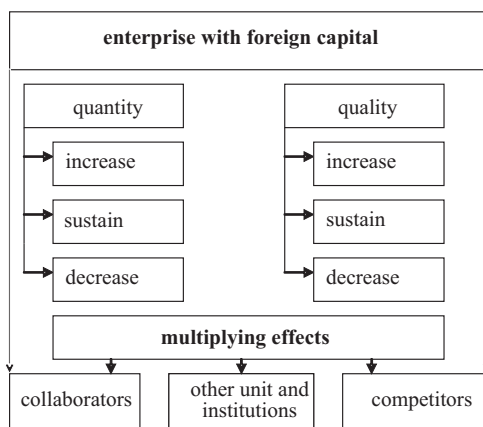 enterprise with foreign capital
quantity
quality
increase
increase
sustain
sustain
decrease
decrease
multiplying effects
collaborators
other unit and
institutions
competitors